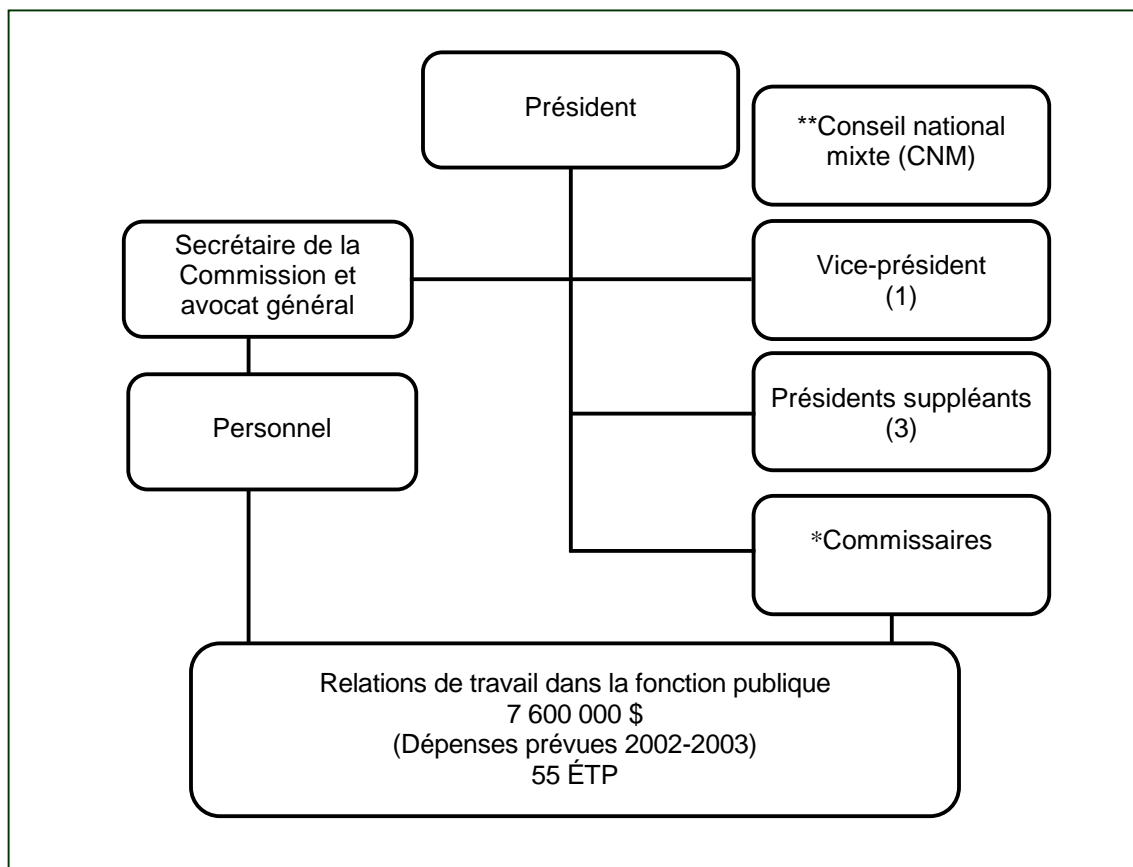 Président
**Conseil national
mixte (CNM)
Secrétaire de la
Commission et
avocat général
Vice-président
(1)
Personnel
Présidents suppléants
(3)
*Commissaires
Relations de travail dans la fonction publique
7 600 000 $
(Dépenses prévues 2002-2003)
55 ÉTP